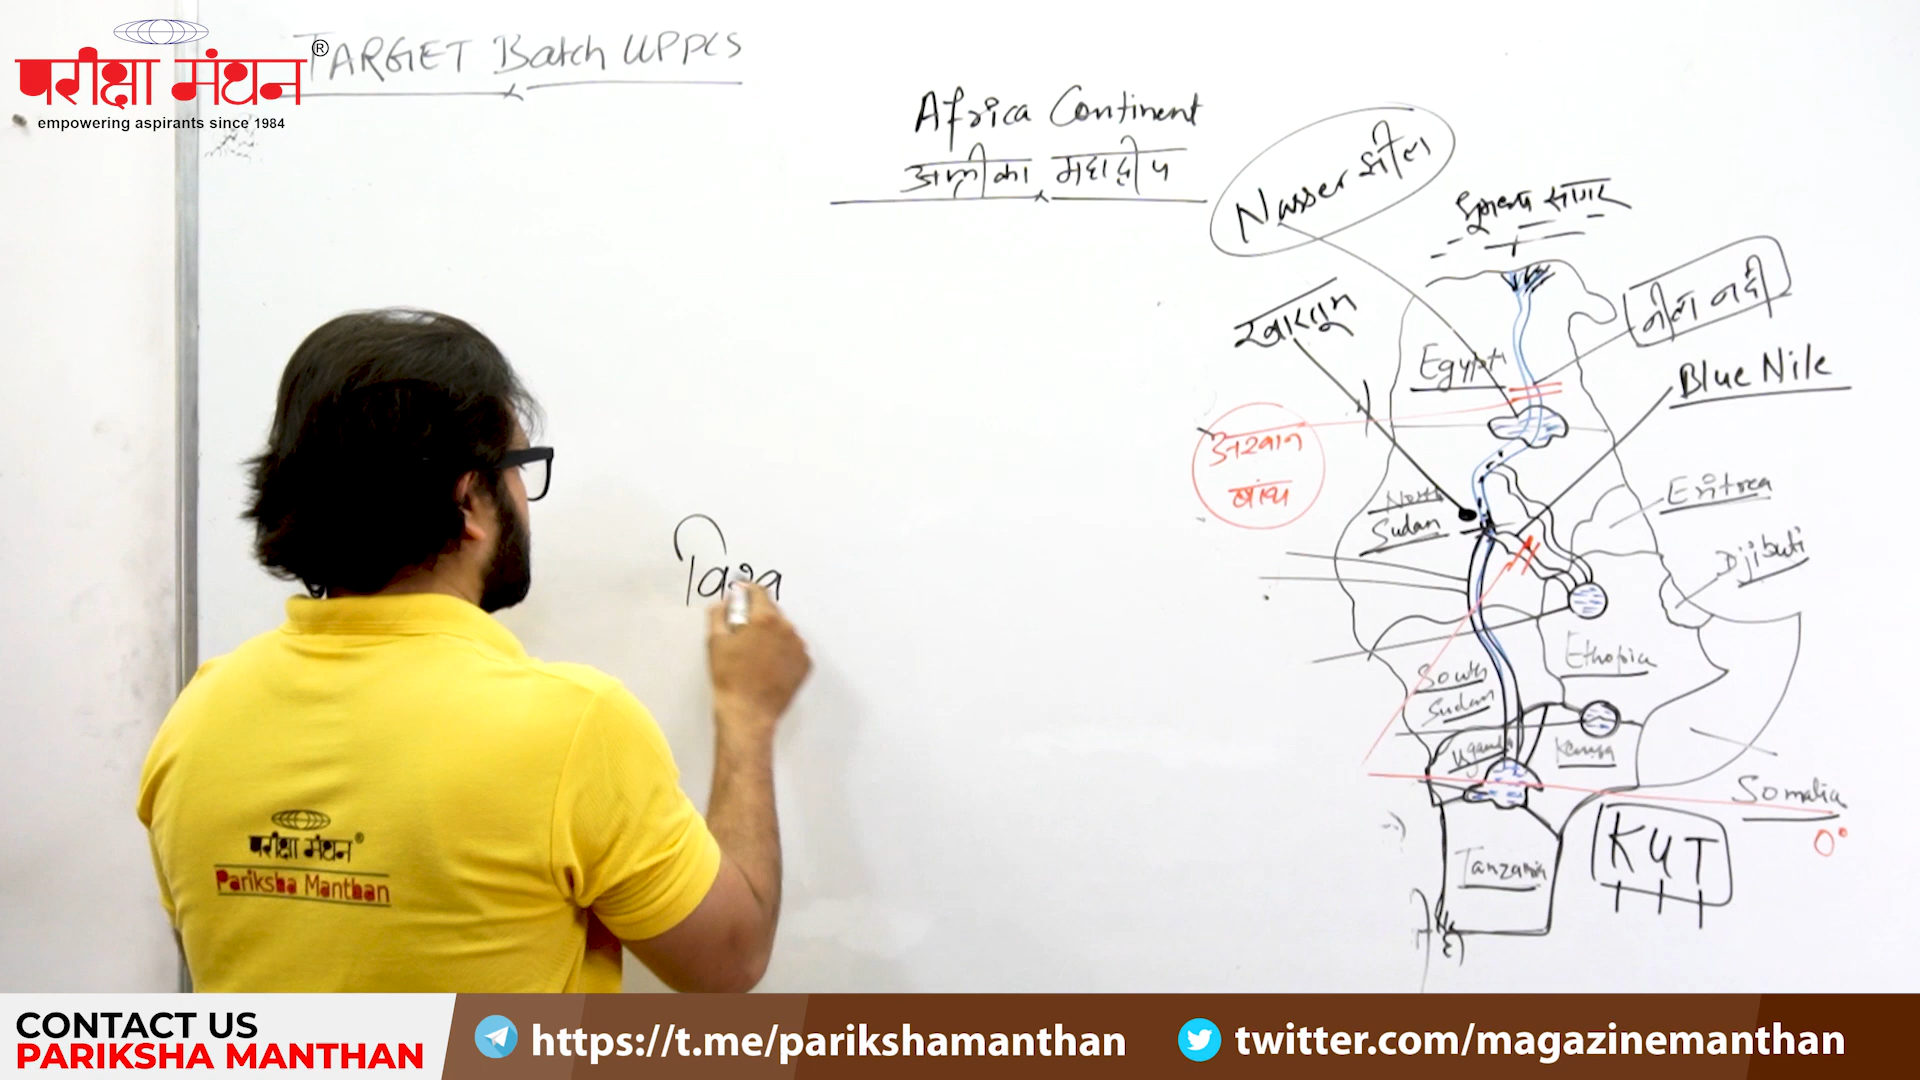 परीक्षा मंथन ®
empowering aspirants since 1984
TARGET Batch UPPCS
Africa Continent
अफ्रीका महाद्वीप
Nasser झील
भूमध्य सागर
खारतूम
नील नदी
Egypt
Blue Nile
अस्वान
बांध
North
Sudan
Eritrea
Djibuti
Ethopia
South
Sudan
Uganda
Kenya
Somalia
0°
KUT
Tanzania
विश्व
परीक्षा मंथन ®
Pariksha Manthan
CONTACT US
PARIKSHA MANTHAN
https://t.me/parikshamanthan
twitter.com/magazinemanthan